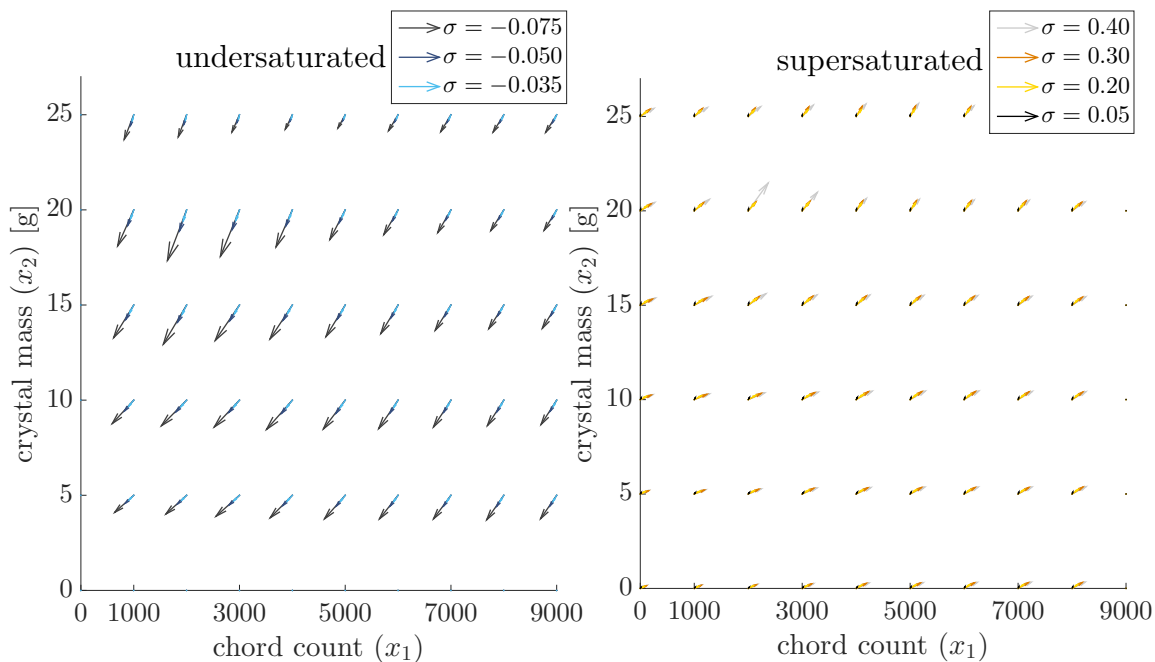 undersaturated
σ = −0.075
σ = −0.050
σ = −0.035
25
20
15
10
5
0
crystal mass (x₂) [g]
0 1000 3000 5000 7000 9000
chord count (x₁)
supersaturated
σ = 0.40
σ = 0.30
σ = 0.20
σ = 0.05
25
20
15
10
5
0
crystal mass (x₂) [g]
0 1000 3000 5000 7000 9000
chord count (x₁)